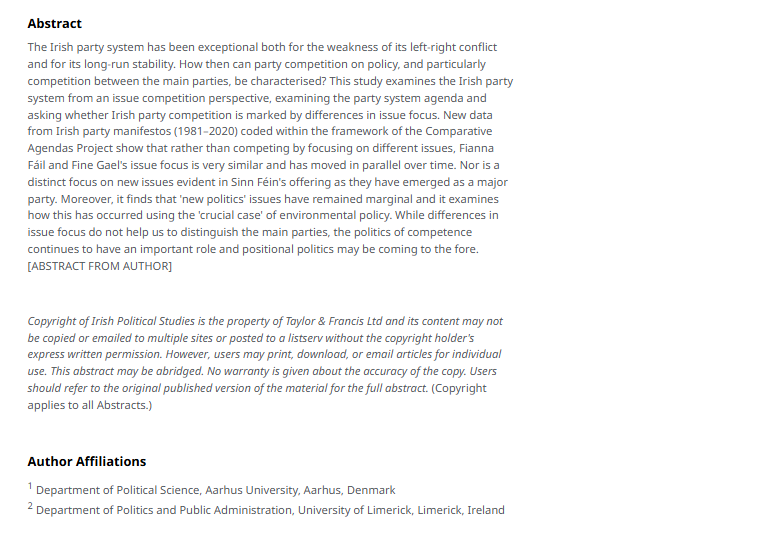 Abstract
The Irish party system has been exceptional both for the weakness of its left-right conflict
and for its long-run stability. How then can party competition on policy, and particularly
competition between the main parties, be characterised? This study examines the Irish party
system from an issue competition perspective, examining the party system agenda and
asking whether Irish party competition is marked by differences in issue focus. New data
from Irish party manifestos (1981–2020) coded within the framework of the Comparative
Agendas Project show that rather than competing by focusing on different issues, Fianna
Fáil and Fine Gael's issue focus is very similar and has moved in parallel over time. Nor is a
distinct focus on new issues evident in Sinn Féin's offering as they have emerged as a major
party. Moreover, it finds that 'new politics' issues have remained marginal and it examines
how this has occurred using the 'crucial case' of environmental policy. While differences in
issue focus do not help us to distinguish the main parties, the politics of competence
continues to have an important role and positional politics may be coming to the fore.
[ABSTRACT FROM AUTHOR]
Copyright of Irish Political Studies is the property of Taylor & Francis Ltd and its content may not
be copied or emailed to multiple sites or posted to a listserv without the copyright holder's
express written permission. However, users may print, download, or email articles for individual
use. This abstract may be abridged. No warranty is given about the accuracy of the copy. Users
should refer to the original published version of the material for the full abstract. (Copyright
applies to all Abstracts.)
Author Affiliations
1 Department of Political Science, Aarhus University, Aarhus, Denmark
2 Department of Politics and Public Administration, University of Limerick, Limerick, Ireland